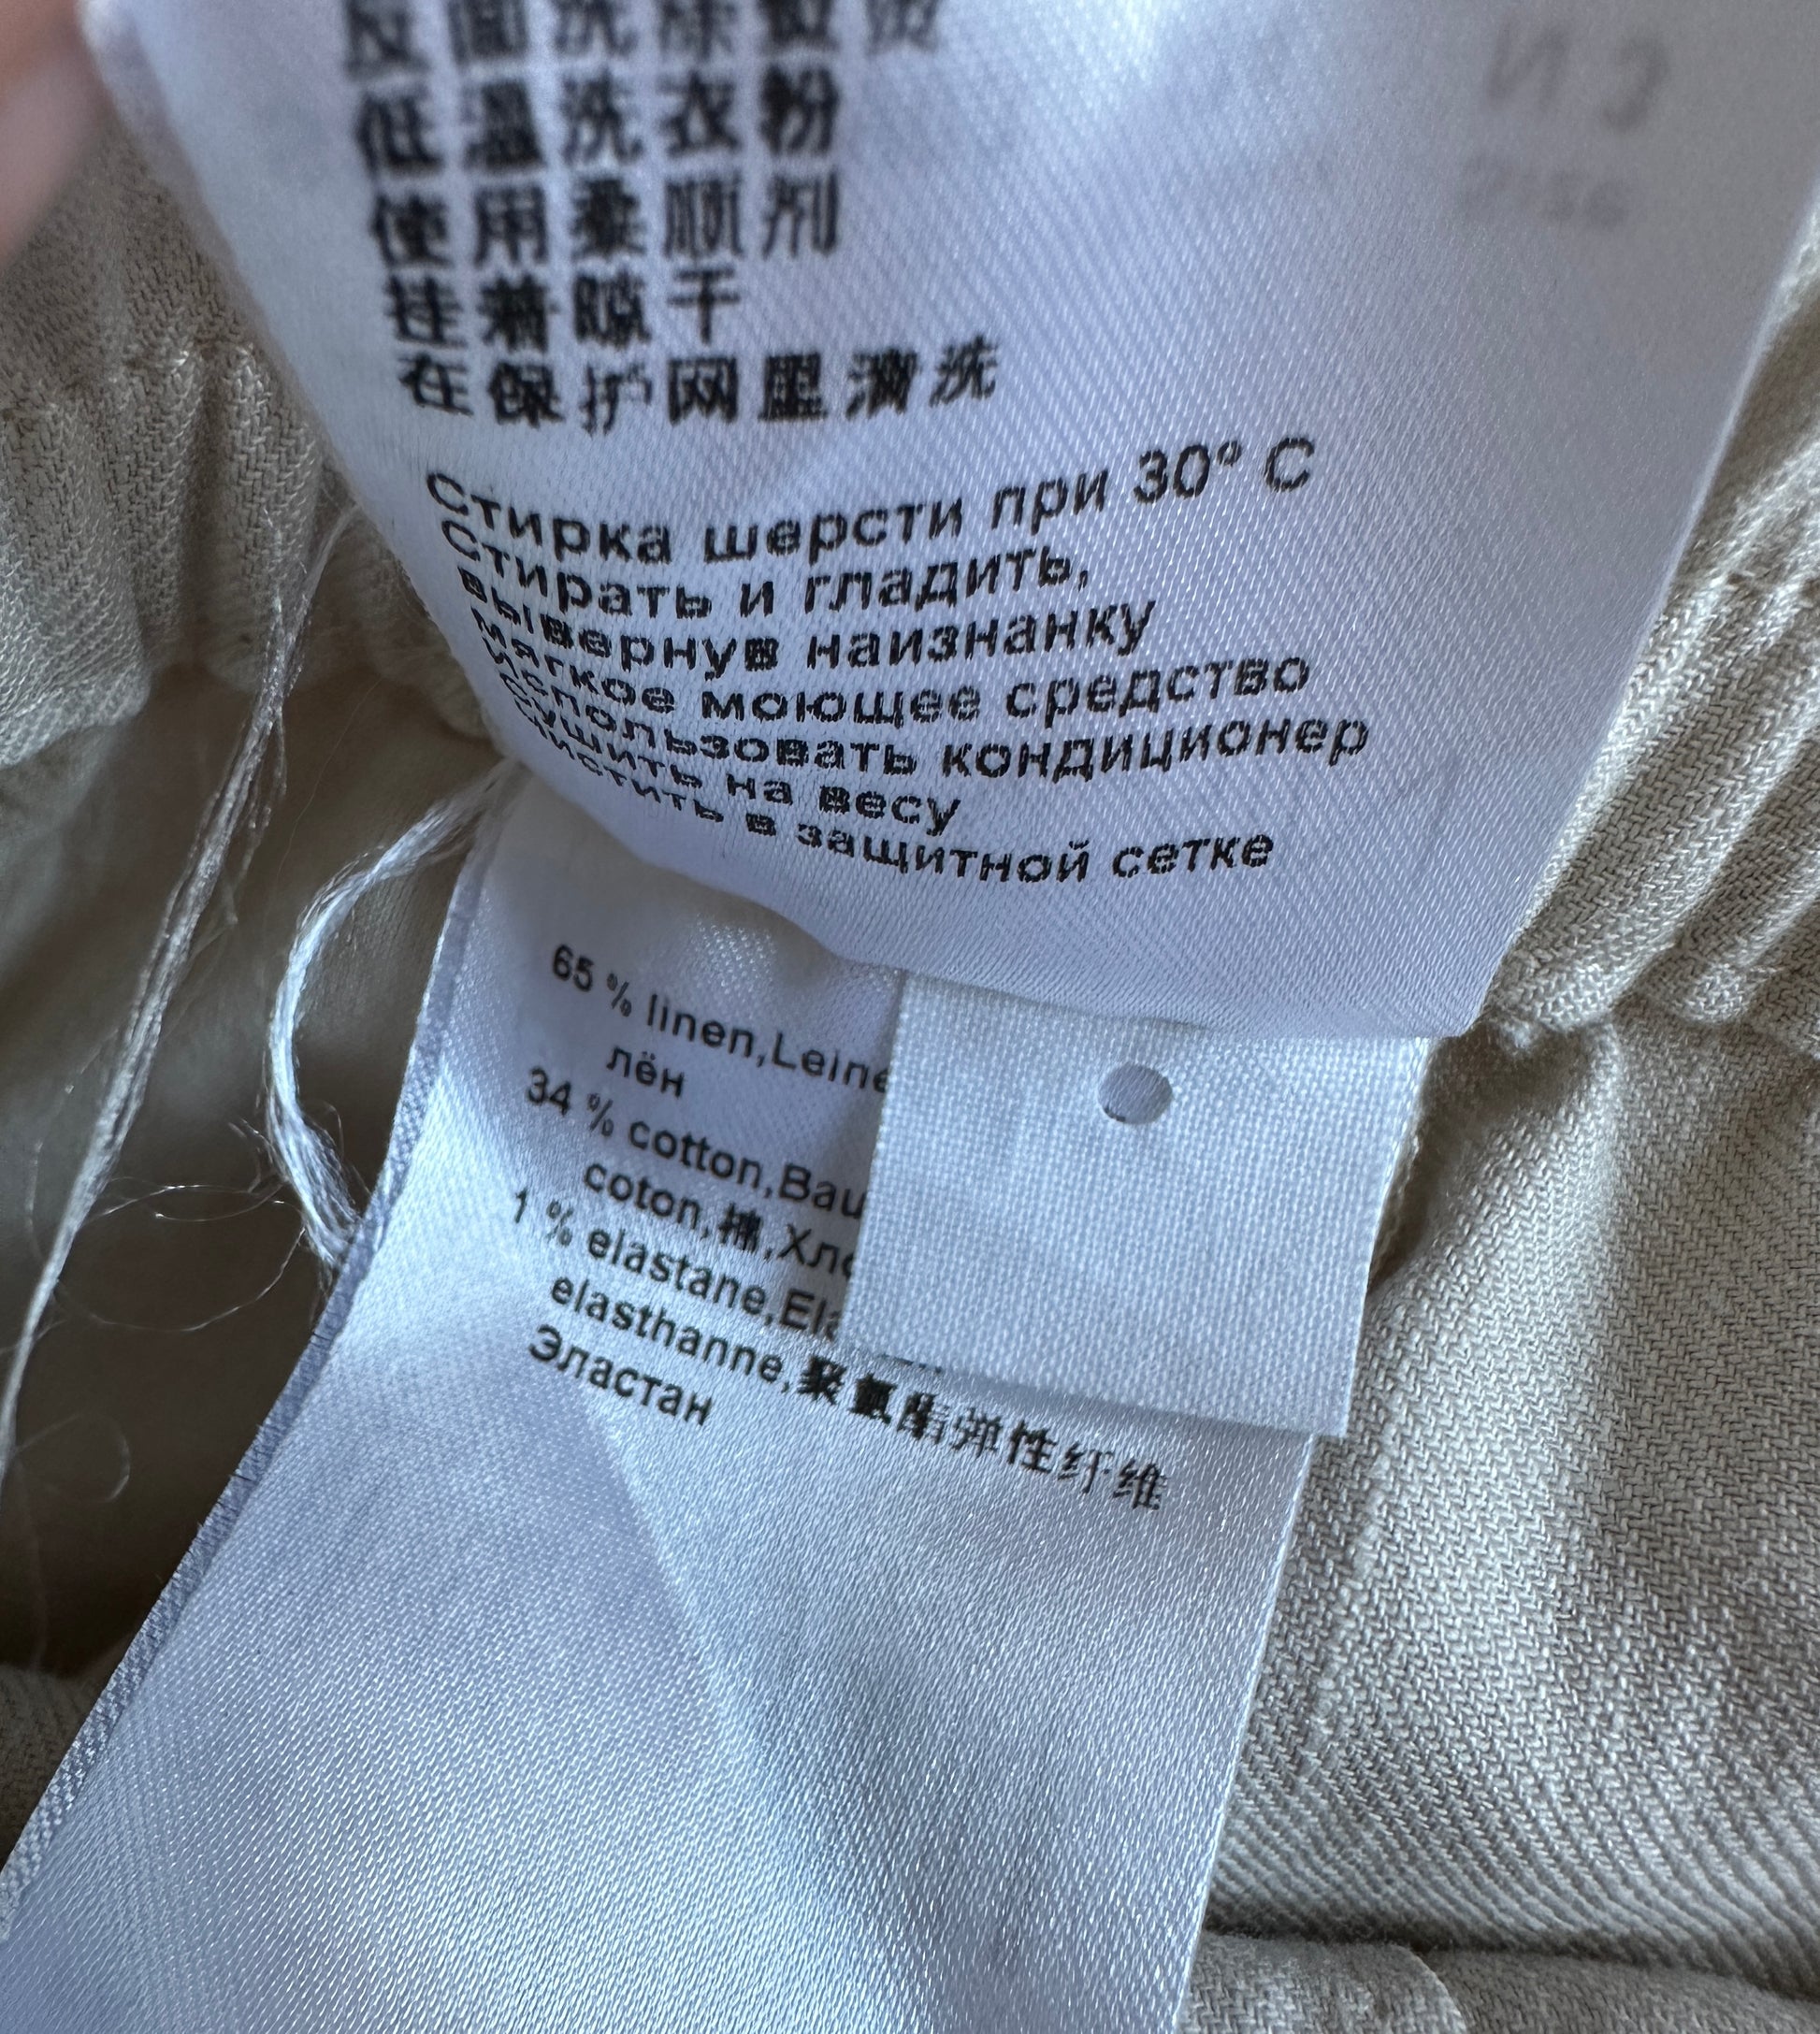 低温洗衣粉
使用柔顺剂
挂着晾干
在保护网里清洗
Стирка шерсти при 30° C
Стирать и гладить,
вывернув наизнанку
мягкое моющее средство
использовать кондиционер
сушить на весу
чистить в защитной сетке
65 % linen,Leine
лён
34 % cotton,Bau
coton,棉,Хло
1 % elastane,Ela
elasthanne,聚氨酯弹性纤维
Эластан